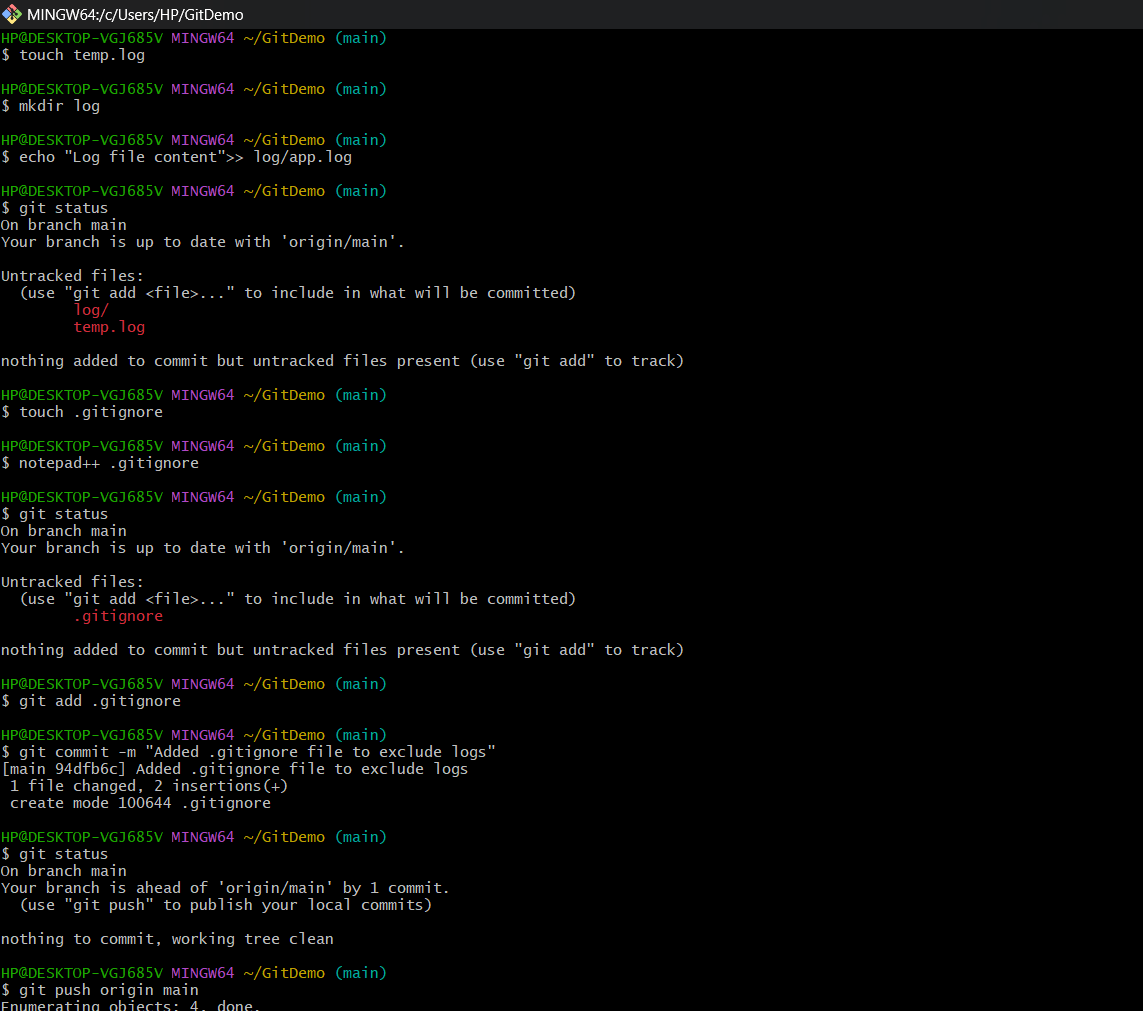 MINGW64:/c/Users/HP/GitDemo
HP@DESKTOP-VGJ685V MINGW64 ~/GitDemo (main)
$ touch temp.log
HP@DESKTOP-VGJ685V MINGW64 ~/GitDemo (main)
$ mkdir log
HP@DESKTOP-VGJ685V MINGW64 ~/GitDemo (main)
$ echo "Log file content">> log/app.log
HP@DESKTOP-VGJ685V MINGW64 ~/GitDemo (main)
$ git status
On branch main
Your branch is up to date with 'origin/main'.
Untracked files:
  (use "git add <file>..." to include in what will be committed)
        log/
        temp.log
nothing added to commit but untracked files present (use "git add" to track)
HP@DESKTOP-VGJ685V MINGW64 ~/GitDemo (main)
$ touch .gitignore
HP@DESKTOP-VGJ685V MINGW64 ~/GitDemo (main)
$ notepad++ .gitignore
HP@DESKTOP-VGJ685V MINGW64 ~/GitDemo (main)
$ git status
On branch main
Your branch is up to date with 'origin/main'.
Untracked files:
  (use "git add <file>..." to include in what will be committed)
        .gitignore
nothing added to commit but untracked files present (use "git add" to track)
HP@DESKTOP-VGJ685V MINGW64 ~/GitDemo (main)
$ git add .gitignore
HP@DESKTOP-VGJ685V MINGW64 ~/GitDemo (main)
$ git commit -m "Added .gitignore file to exclude logs"
[main 94dfb6c] Added .gitignore file to exclude logs
 1 file changed, 2 insertions(+)
 create mode 100644 .gitignore
HP@DESKTOP-VGJ685V MINGW64 ~/GitDemo (main)
$ git status
On branch main
Your branch is ahead of 'origin/main' by 1 commit.
  (use "git push" to publish your local commits)
nothing to commit, working tree clean
HP@DESKTOP-VGJ685V MINGW64 ~/GitDemo (main)
$ git push origin main
Enumerating objects: 4, done.